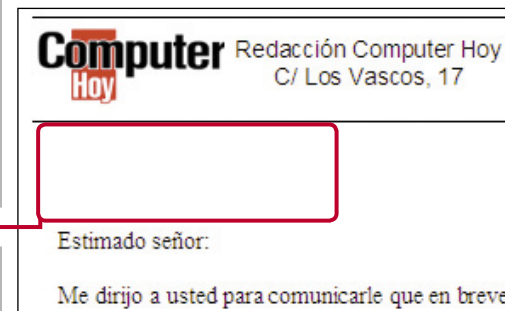 Computer
Hoy
Redacción Computer Hoy
C/ Los Vascos, 17
Estimado señor:
Me dirijo a usted para comunicarle que en breve